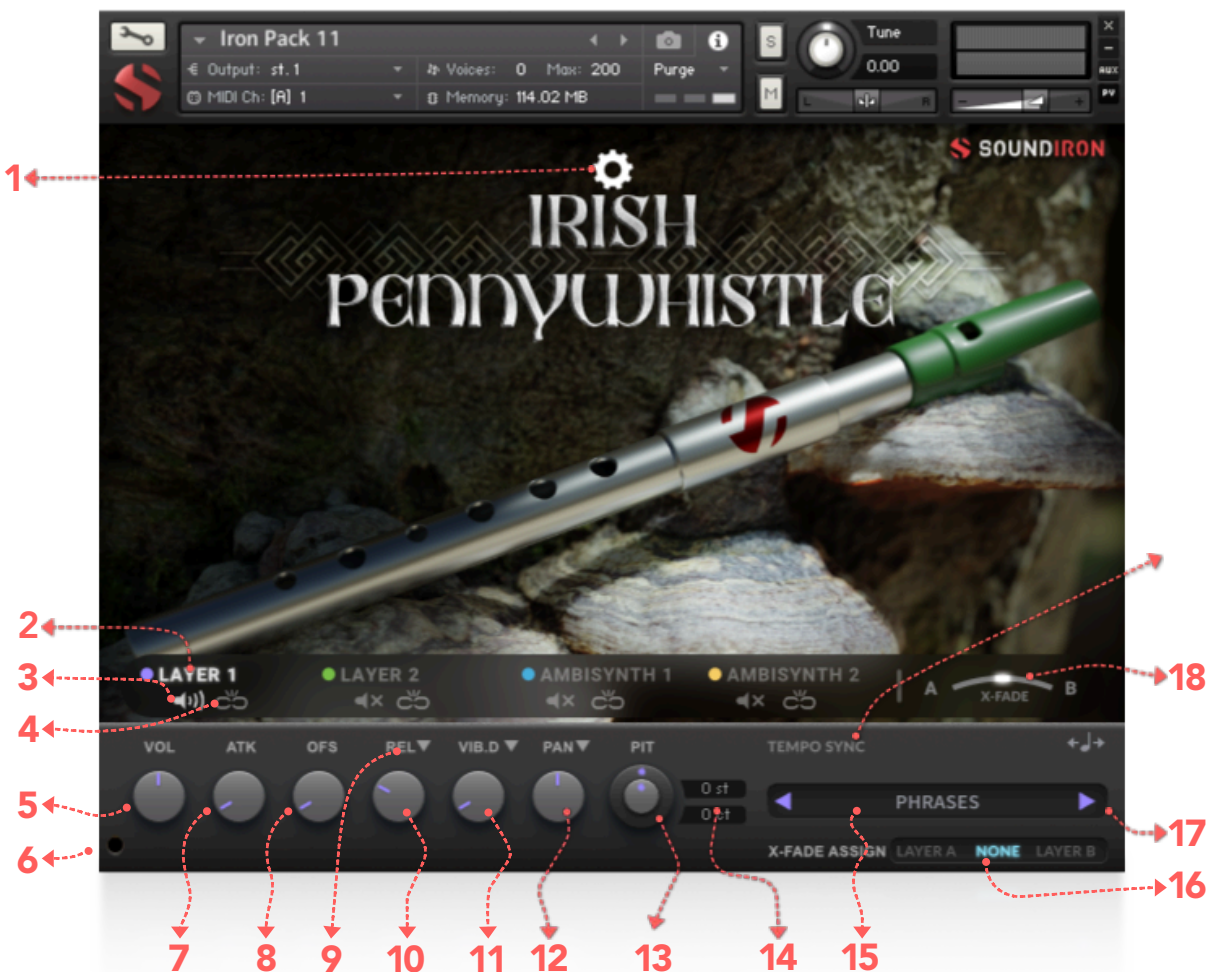 Iron Pack 11
Output: st.1
Voices: 0 Max: 200
Purge
MIDI Ch: [A] 1
Memory: 114.02 MB
S
M
Tune
0.00
L
R
-
+
×
-
AUX
PV
SOUNDIRON
1
IRISH
PENNYWHISTLE
2
3
4
LAYER 1
LAYER 2
AMBISYNTH 1
AMBISYNTH 2
A
X-FADE
B
18
VOL
ATK
OFS
REL▼
VIB.D ▼
PAN▼
PIT
TEMPO SYNC
5
0 st
0 st
PHRASES
17
6
X-FADE ASSIGN
LAYER A
NONE
LAYER B
16
7
8
9
10
11
12
13
14
15